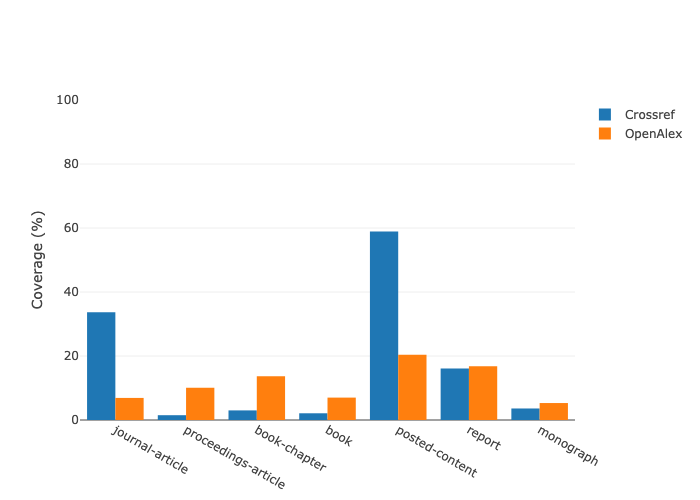 100
80
60
40
20
0
Coverage (%)
journal-article
proceedings-article
book-chapter
book
posted-content
report
monograph
Crossref
OpenAlex